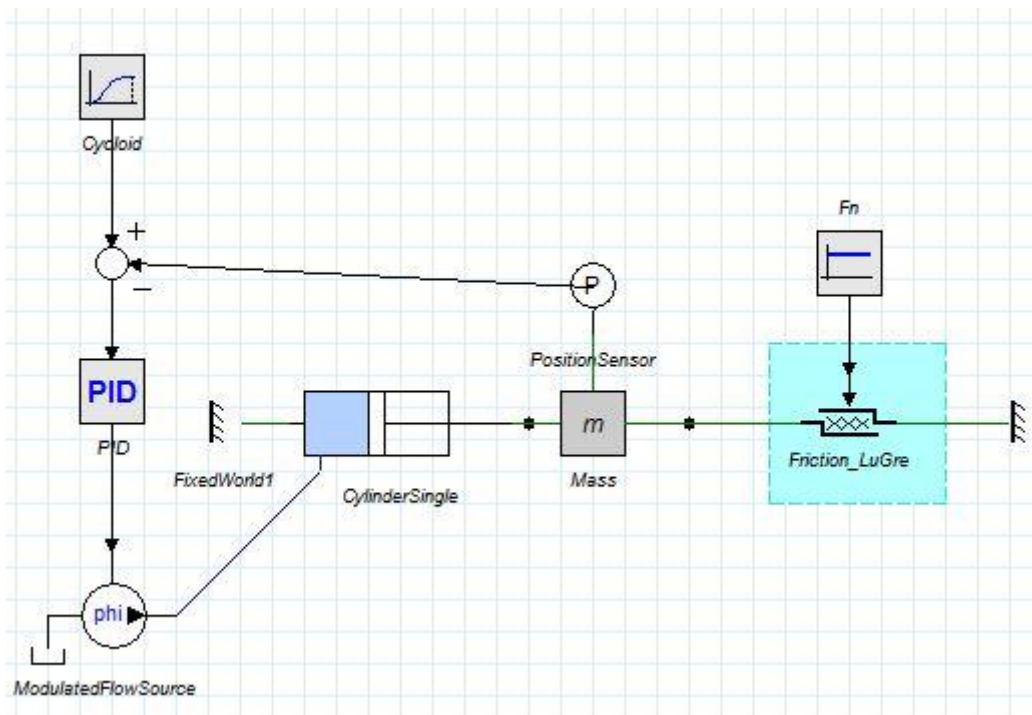 Cycloid
+
−
Fn
P
PositionSensor
PID
PID
FixedWorld1
CylinderSingle
m
Mass
Friction_LuGre
phi
ModulatedFlowSource